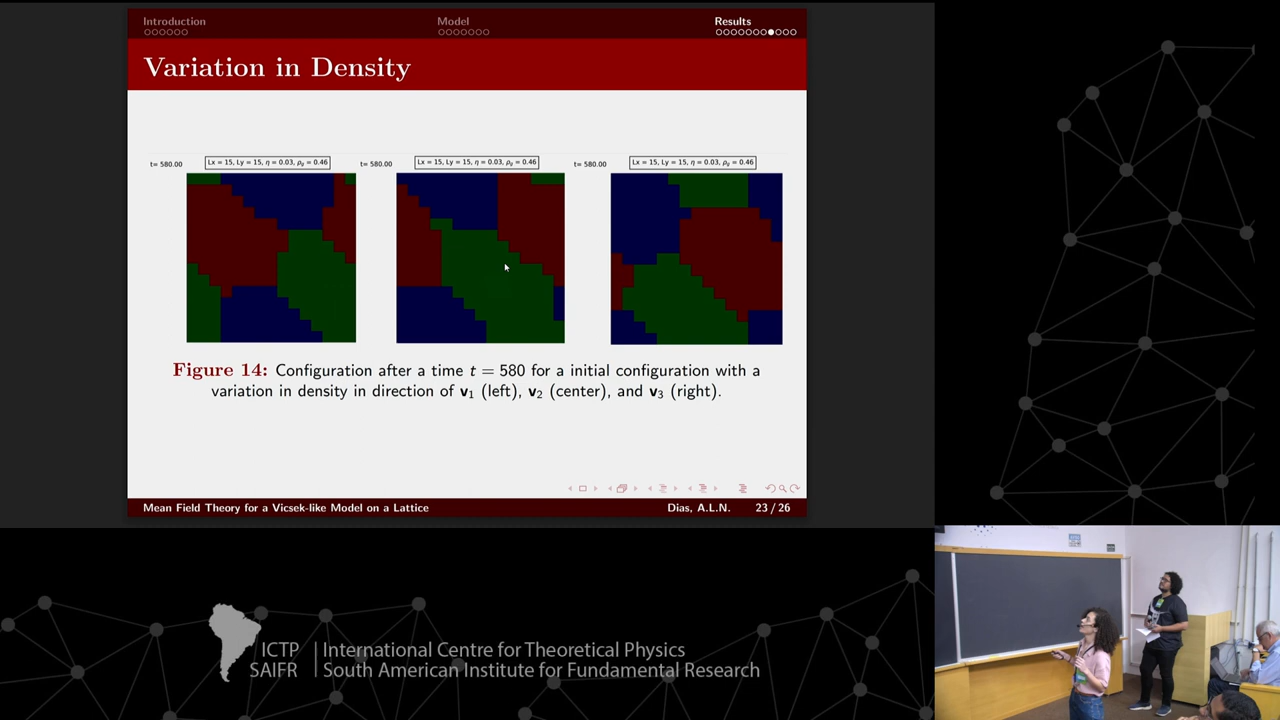 Introduction
Model
Results
Variation in Density
t= 580.00
Lx = 15, Ly = 15, η = 0.03, ρg = 0.46
t= 580.00
Lx = 15, Ly = 15, η = 0.03, ρg = 0.46
t= 580.00
Lx = 15, Ly = 15, η = 0.03, ρg = 0.46
Figure 14: Configuration after a time t = 580 for a initial configuration with a
variation in density in direction of v₁ (left), v₂ (center), and v₃ (right).
Mean Field Theory for a Vicsek-like Model on a Lattice
Dias, A.L.N.
23 / 26
ICTP
SAIFR
International Centre for Theoretical Physics
South American Institute for Fundamental Research